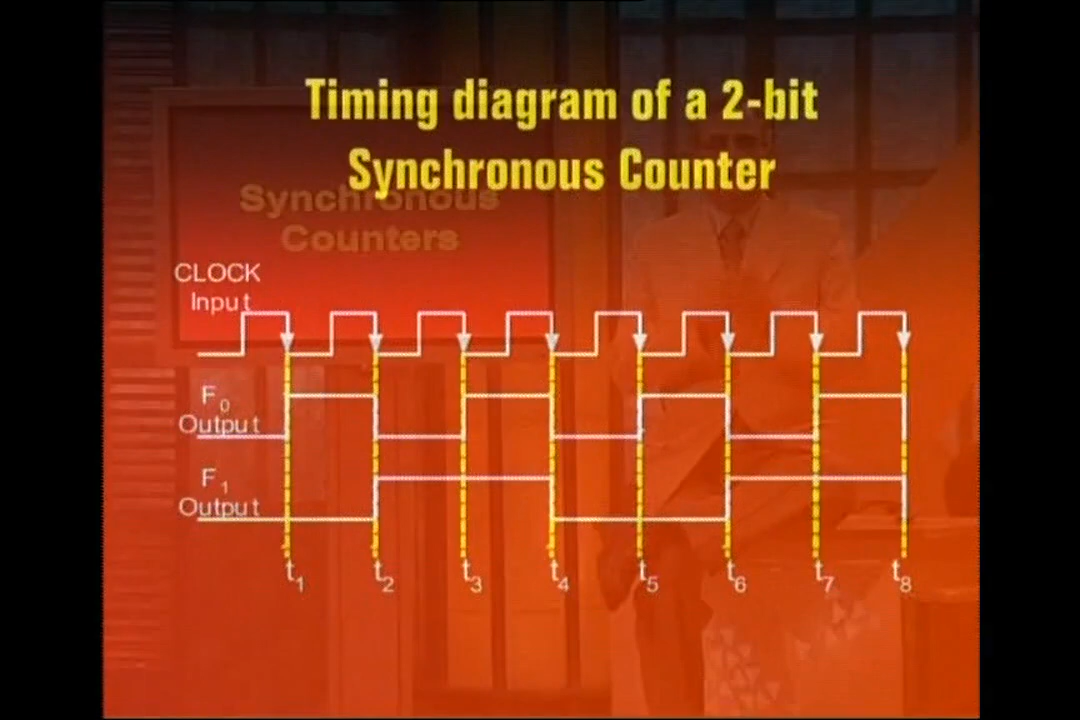 Timing diagram of a 2-bit
Synchronous Counter
Synchronous
Counters
CLOCK
Input
F0
Output
F1
Output
t1 t2 t3 t4 t5 t6 t7 t8